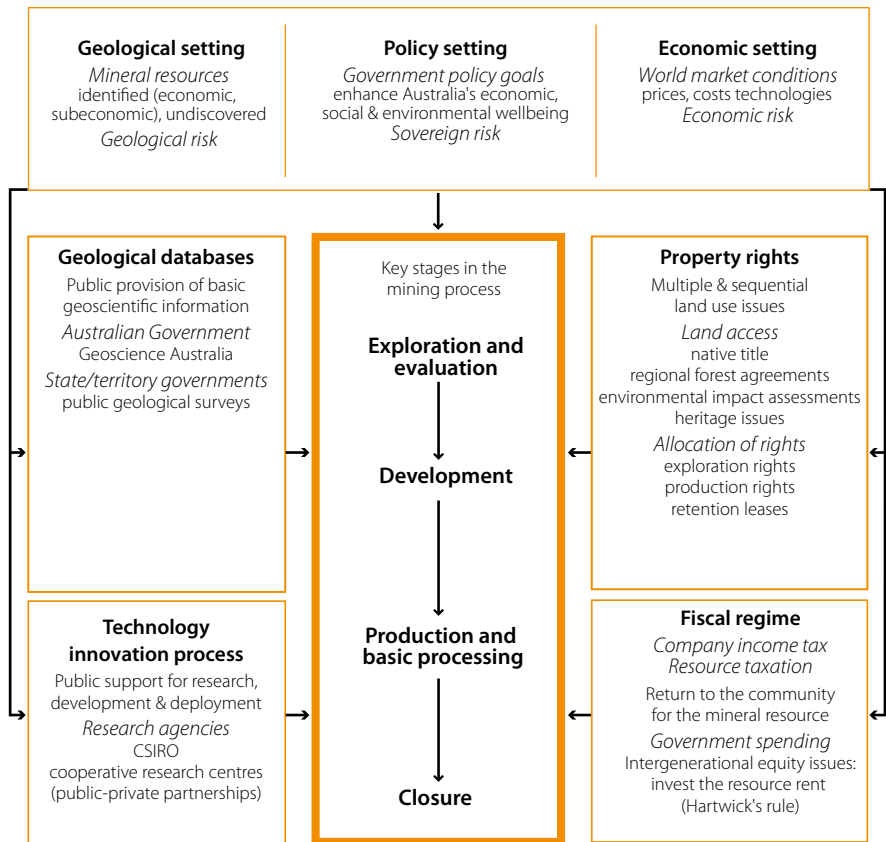 Geological setting
Mineral resources
identified (economic,
subeconomic), undiscovered
Geological risk
Policy setting
Government policy goals
enhance Australia's economic,
social & environmental wellbeing
Sovereign risk
Economic setting
World market conditions
prices, costs technologies
Economic risk
Geological databases
Public provision of basic
geoscientific information
Australian Government
Geoscience Australia
State/territory governments
public geological surveys
Technology
innovation process
Public support for research,
development & deployment
Research agencies
CSIRO
cooperative research centres
(public-private partnerships)
Key stages in the
mining process
Exploration and
evaluation
Development
Production and
basic processing
Closure
Property rights
Multiple & sequential
land use issues
Land access
native title
regional forest agreements
environmental impact assessments
heritage issues
Allocation of rights
exploration rights
production rights
retention leases
Fiscal regime
Company income tax
Resource taxation
Return to the community
for the mineral resource
Government spending
Intergenerational equity issues:
invest the resource rent
(Hartwick's rule)